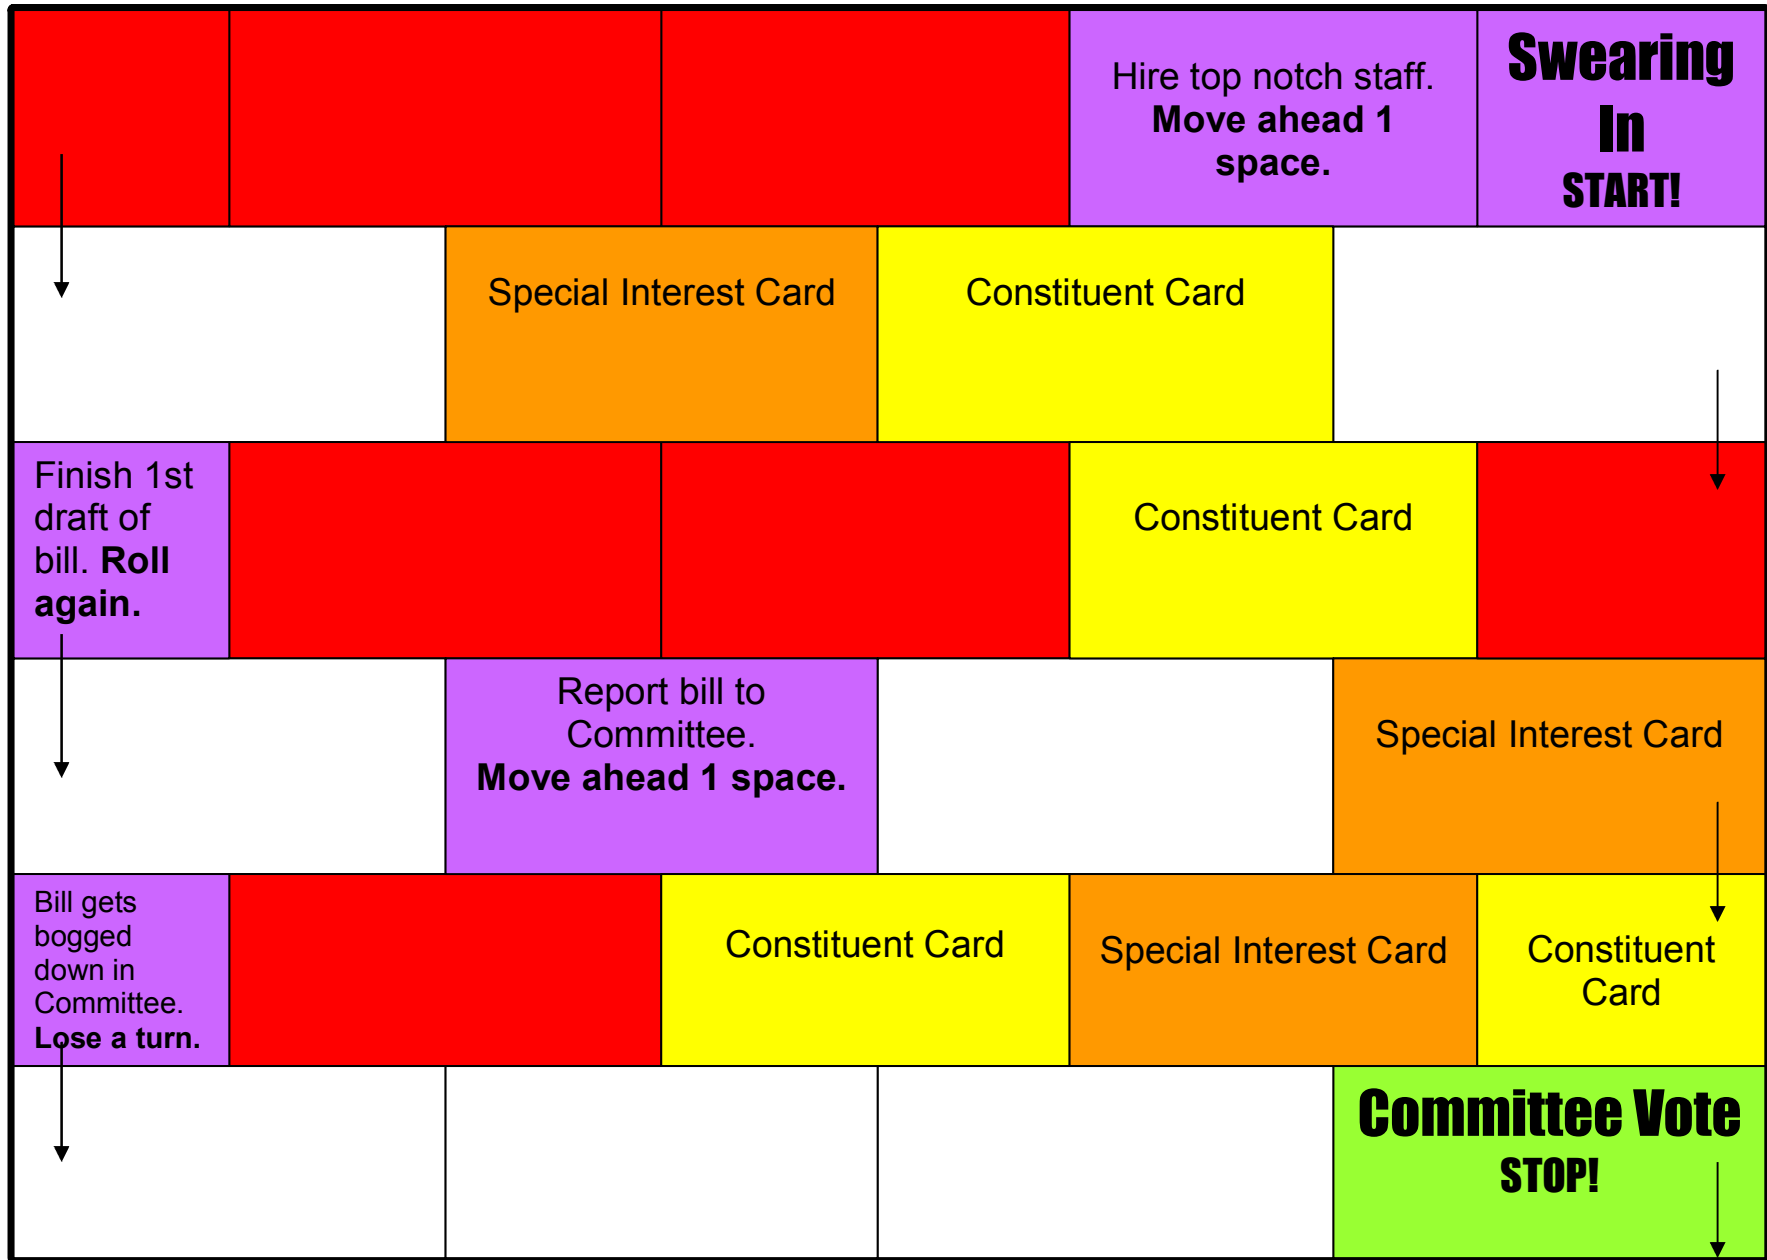 Hire top notch staff.
Move ahead 1
space.
Swearing
In
START!
Special Interest Card
Constituent Card
Finish 1st
draft of
bill. Roll
again.
Constituent Card
Report bill to
Committee.
Move ahead 1 space.
Special Interest Card
Bill gets
bogged
down in
Committee.
Lose a turn.
Constituent Card
Special Interest Card
Constituent
Card
Committee Vote
STOP!